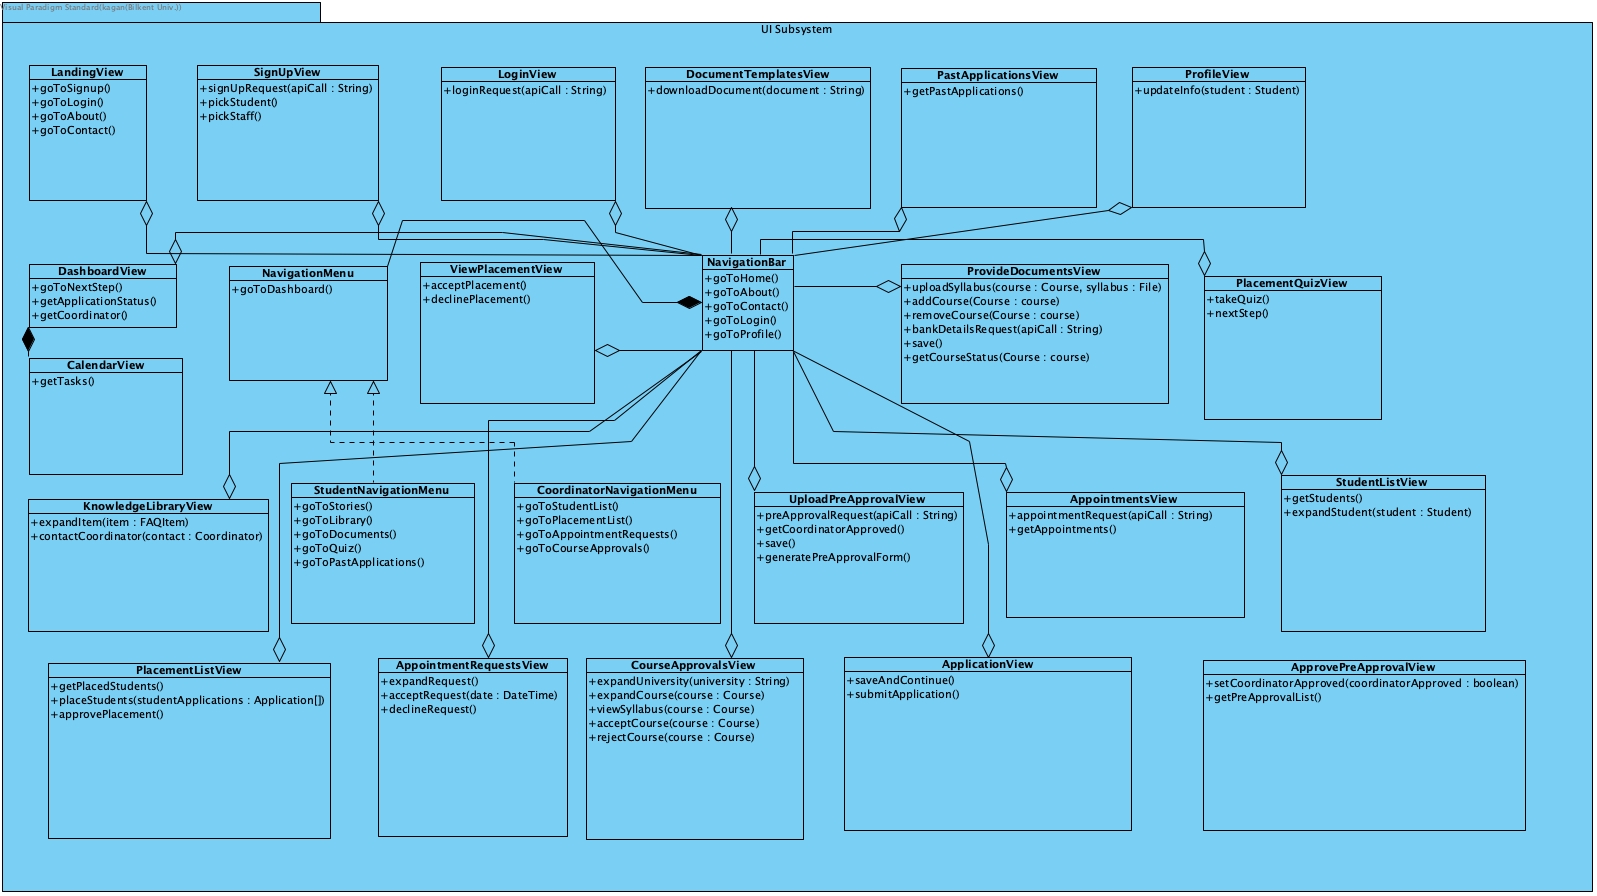 Visual Paradigm Standard(kagan(Bilkent Univ.))
UI Subsystem
LandingView
+goToSignup()
+goToLogin()
+goToAbout()
+goToContact()
SignUpView
+signUpRequest(apiCall : String)
+pickStudent()
+pickStaff()
LoginView
+loginRequest(apiCall : String)
DocumentTemplatesView
+downloadDocument(document : String)
PastApplicationsView
+getPastApplications()
ProfileView
+updateInfo(student : Student)
DashboardView
+goToNextStep()
+getApplicationStatus()
+getCoordinator()
NavigationMenu
+goToDashboard()
ViewPlacementView
+acceptPlacement()
+declinePlacement()
NavigationBar
+goToHome()
+goToAbout()
+goToContact()
+goToLogin()
+goToProfile()
ProvideDocumentsView
+uploadSyllabus(course : Course, syllabus : File)
+addCourse(Course : course)
+removeCourse(Course : course)
+bankDetailsRequest(apiCall : String)
+save()
+getCourseStatus(Course : course)
PlacementQuizView
+takeQuiz()
+nextStep()
CalendarView
+getTasks()
KnowledgeLibraryView
+expandItem(item : FAQItem)
+contactCoordinator(contact : Coordinator)
StudentNavigationMenu
+goToStories()
+goToLibrary()
+goToDocuments()
+goToQuiz()
+goToPastApplications()
CoordinatorNavigationMenu
+goToStudentList()
+goToPlacementList()
+goToAppointmentRequests()
+goToCourseApprovals()
UploadPreApprovalView
+preApprovalRequest(apiCall : String)
+getCoordinatorApproved()
+save()
+generatePreApprovalForm()
AppointmentsView
+appointmentRequest(apiCall : String)
+getAppointments()
StudentListView
+getStudents()
+expandStudent(student : Student)
PlacementListView
+getPlacedStudents()
+placeStudents(studentApplications : Application[])
+approvePlacement()
AppointmentRequestsView
+expandRequest()
+acceptRequest(date : DateTime)
+declineRequest()
CourseApprovalsView
+expandUniversity(university : String)
+expandCourse(course : Course)
+viewSyllabus(course : Course)
+acceptCourse(course : Course)
+rejectCourse(course : Course)
ApplicationView
+saveAndContinue()
+submitApplication()
ApprovePreApprovalView
+setCoordinatorApproved(coordinatorApproved : boolean)
+getPreApprovalList()